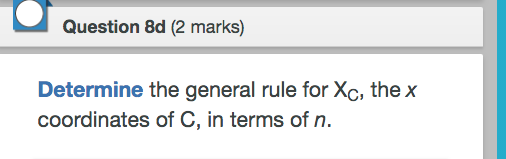 Question 8d (2 marks)
Determine the general rule for X_C, the x
coordinates of C, in terms of n.